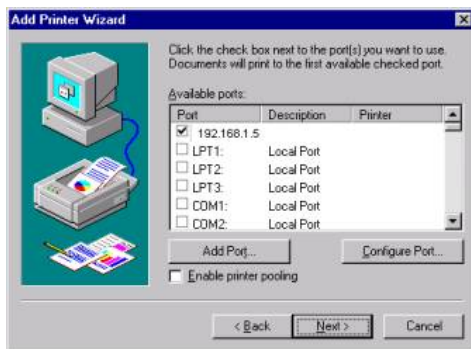 Add Printer Wizard
Click the check box next to the port(s) you want to use.
Documents will print to the first available checked port.
Available ports:
Port Description Printer
192.168.1.5
LPT1: Local Port
LPT2: Local Port
LPT3: Local Port
COM1: Local Port
COM2: Local Port
Add Port... Configure Port...
Enable printer pooling
< Back Next > Cancel